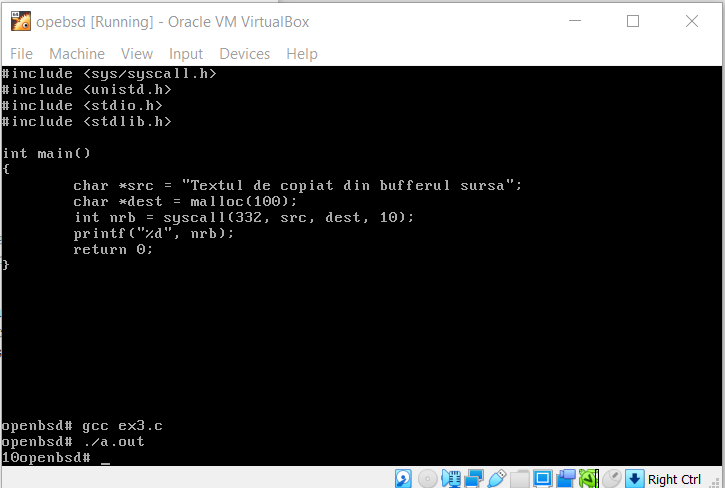 opebsd [Running] - Oracle VM VirtualBox
File Machine View Input Devices Help
#include <sys/syscall.h>
#include <unistd.h>
#include <stdio.h>
#include <stdlib.h>
int main()
{
        char *src = "Textul de copiat din bufferul sursa";
        char *dest = malloc(100);
        int nrb = syscall(332, src, dest, 10);
        printf("%d", nrb);
        return 0;
}
openbsd# gcc ex3.c
openbsd# ./a.out
10openbsd# _
Right Ctrl